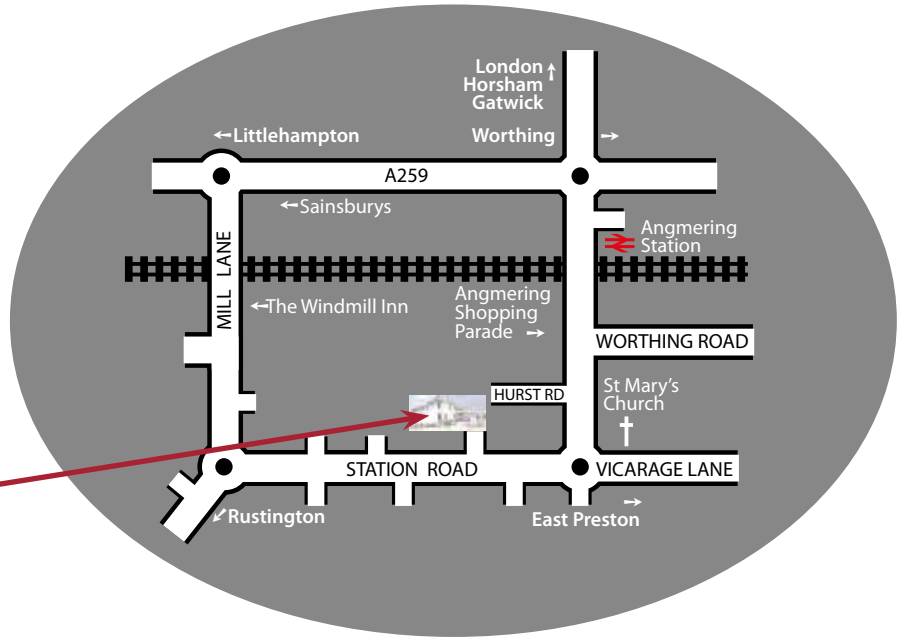 London
Horsham
Gatwick
Littlehampton
Worthing
A259
Sainsburys
Angmering
Station
MILL LANE
The Windmill Inn
Angmering
Shopping
Parade
WORTHING ROAD
HURST RD
St Mary's
Church
STATION ROAD
VICARAGE LANE
Rustington
East Preston